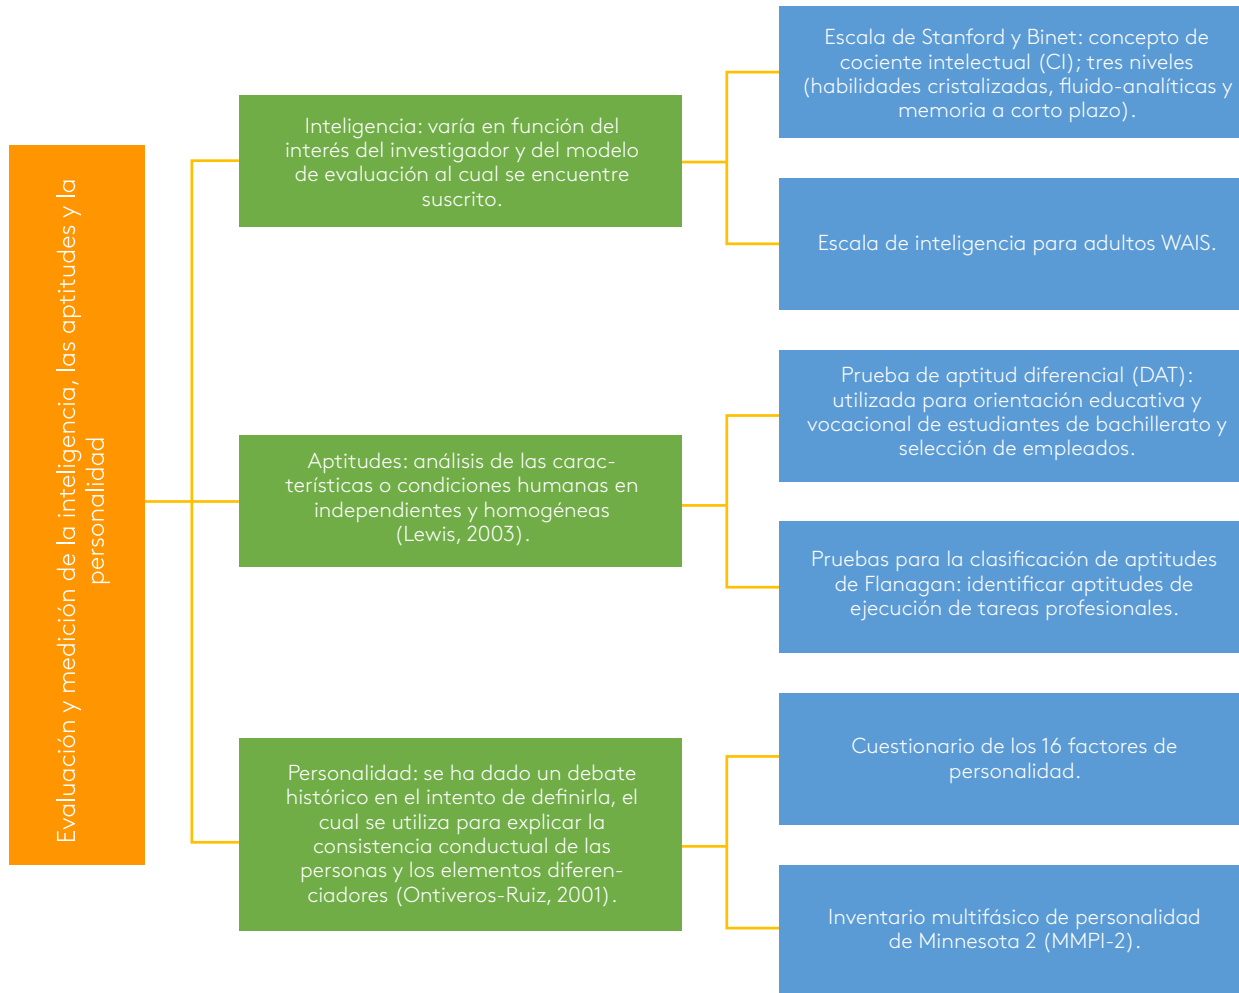 Evaluación y medición de la inteligencia, las aptitudes y la
personalidad
Inteligencia: varía en función del
interés del investigador y del modelo
de evaluación al cual se encuentre
suscrito.
Escala de Stanford y Binet: concepto de
cociente intelectual (CI); tres niveles
(habilidades cristalizadas, fluido-analíticas y
memoria a corto plazo).
Escala de inteligencia para adultos WAIS.
Aptitudes: análisis de las carac-
terísticas o condiciones humanas en
independientes y homogéneas
(Lewis, 2003).
Prueba de aptitud diferencial (DAT):
utilizada para orientación educativa y
vocacional de estudiantes de bachillerato y
selección de empleados.
Pruebas para la clasificación de aptitudes
de Flanagan: identificar aptitudes de
ejecución de tareas profesionales.
Personalidad: se ha dado un debate
histórico en el intento de definirla, el
cual se utiliza para explicar la
consistencia conductual de las
personas y los elementos diferen-
ciadores (Ontiveros-Ruiz, 2001).
Cuestionario de los 16 factores de
personalidad.
Inventario multifásico de personalidad
de Minnesota 2 (MMPI-2).